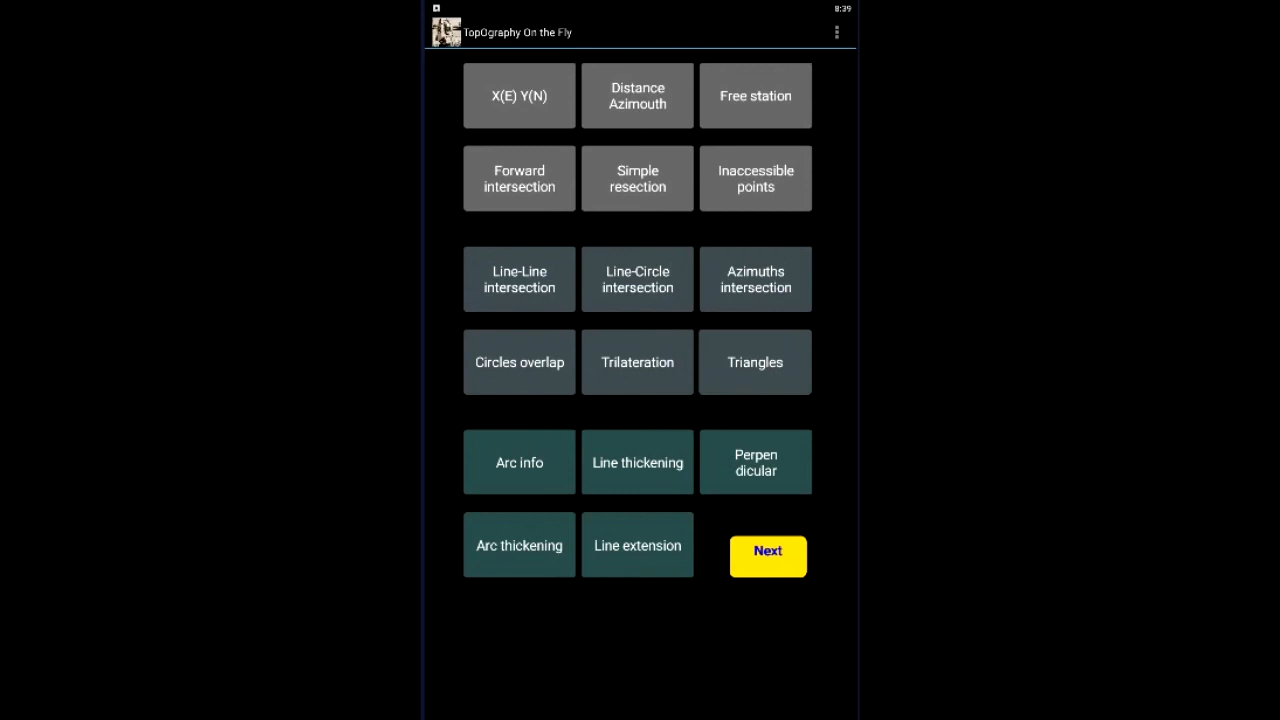 8:39
TopOgraphy On the Fly
X(E) Y(N)
Distance
Azimouth
Free station
Forward
intersection
Simple
resection
Inaccessible
points
Line-Line
intersection
Line-Circle
intersection
Azimuths
intersection
Circles overlap
Trilateration
Triangles
Arc info
Line thickening
Perpen
dicular
Arc thickening
Line extension
Next